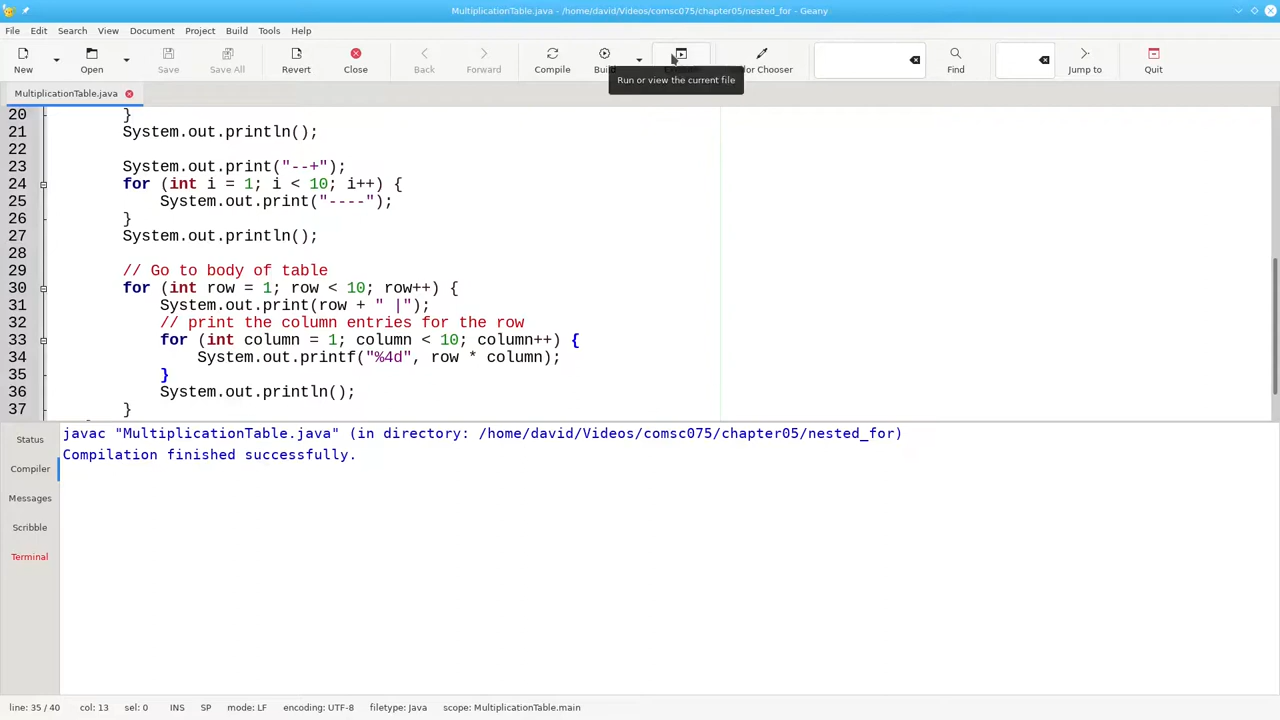 MultiplicationTable.java - /home/david/Videos/comsc075/chapter05/nested_for - Geany
File Edit Search View Document Project Build Tools Help
New Open Save Save All Revert Close Back Forward Compile Build Color Chooser Find Jump to Quit
Run or view the current file
MultiplicationTable.java
20 }
21 System.out.println();
22
23 System.out.print("--+");
24 for (int i = 1; i < 10; i++) {
25 System.out.print("----");
26 }
27 System.out.println();
28
29 // Go to body of table
30 for (int row = 1; row < 10; row++) {
31 System.out.print(row + " |");
32 // print the column entries for the row
33 for (int column = 1; column < 10; column++) {
34 System.out.printf("%4d", row * column);
35 }
36 System.out.println();
37 }
Status
Compiler
Messages
Scribble
Terminal
javac "MultiplicationTable.java" (in directory: /home/david/Videos/comsc075/chapter05/nested_for)
Compilation finished successfully.
line: 35 / 40 col: 13 sel: 0 INS SP mode: LF encoding: UTF-8 filetype: Java scope: MultiplicationTable.main